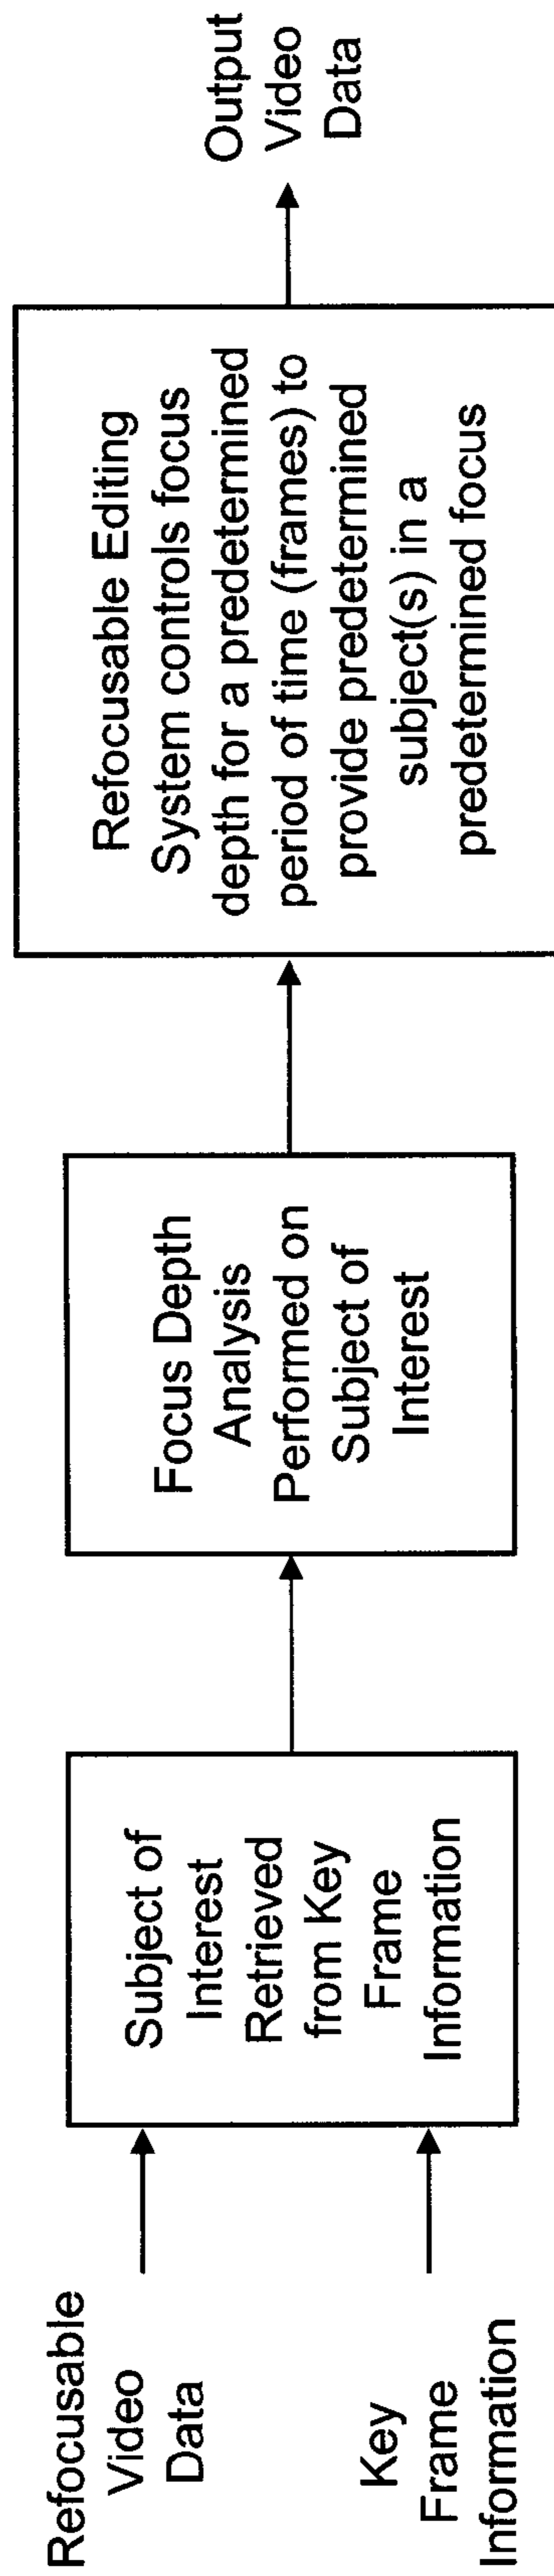 Refocusable
Video
Data
Key
Frame
Information
Subject of
Interest
Retrieved
from Key
Frame
Information
Focus Depth
Analysis
Performed on
Subject of
Interest
Refocusable Editing
System controls focus
depth for a predetermined
period of time (frames) to
provide predetermined
subject(s) in a
predetermined focus
Output
Video
Data